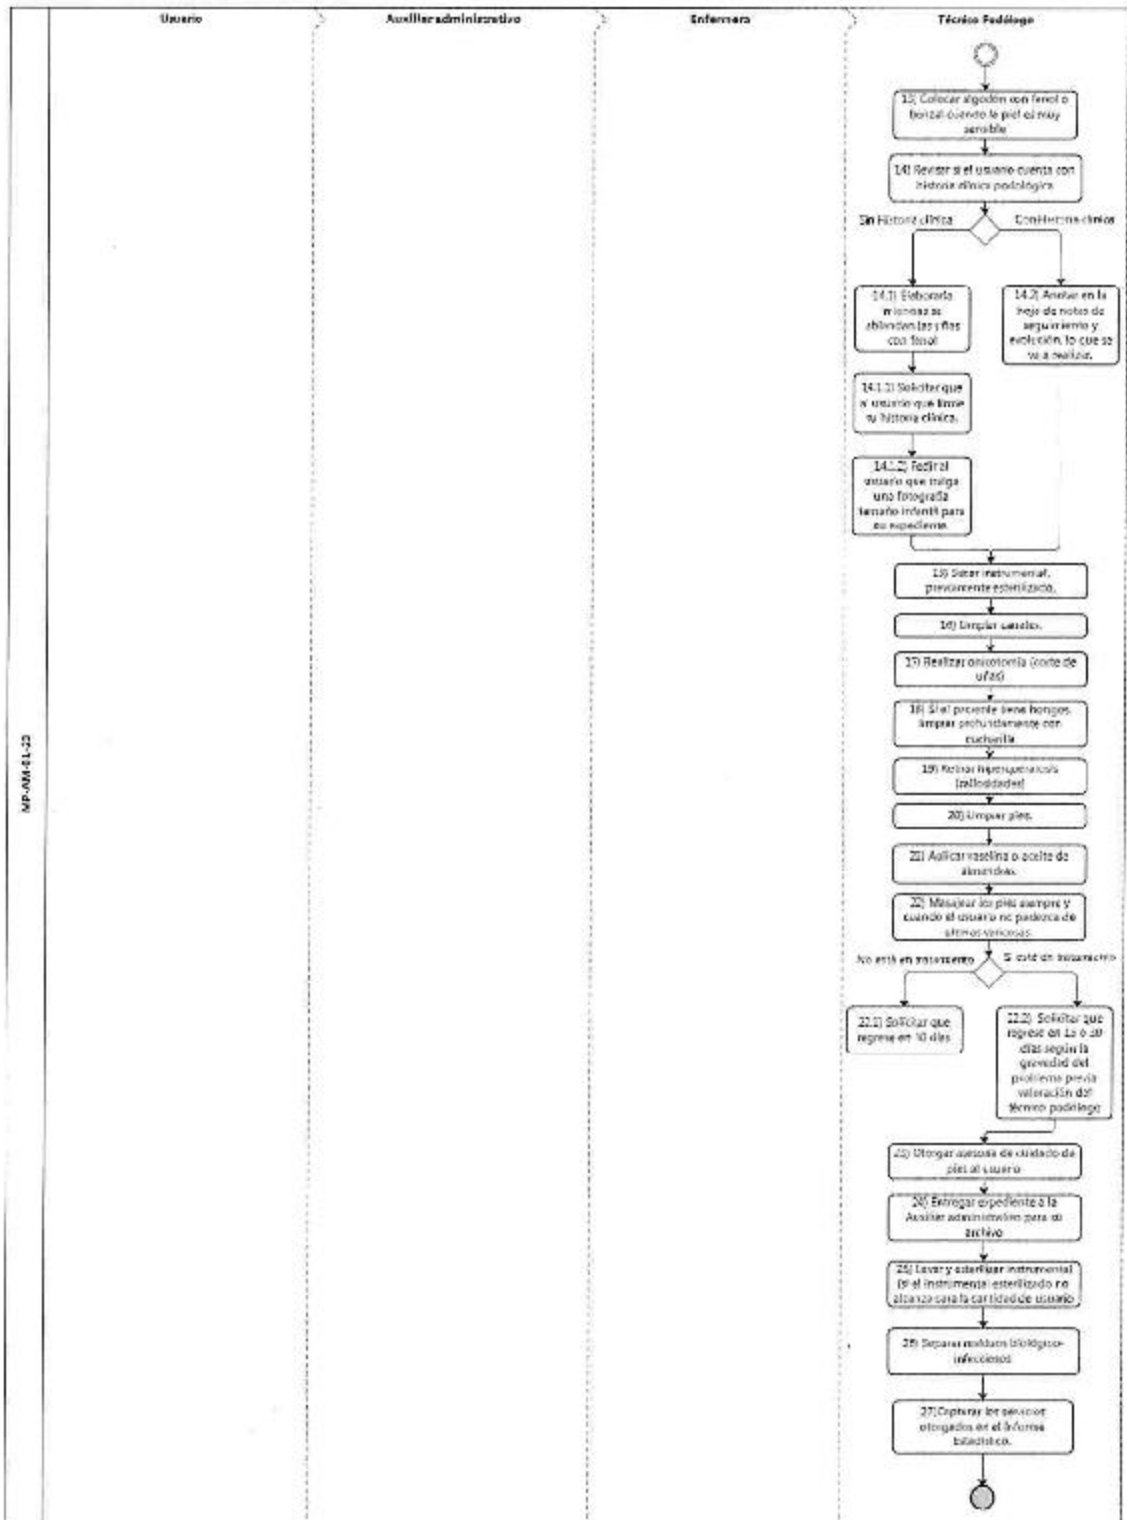 Usuario
Auxiliar administrativo
Enfermera
Técnico Podólogo
MP-AM-01-23
13) Colocar algodón con fenol o
benzal cuando la piel es muy
sensible
14) Revisar si el usuario cuenta con
historia clínica podológica
Sin Historia clínica
Con Historia clínica
14.1) Elaborarla
mientras se
ablandan las uñas
con fenol
14.2) Anotar en la
hoja de notas de
seguimiento y
evolución, lo que se
va a realizar.
14.1.1) Solicitar que
al usuario que firme
su historia clínica.
14.1.2) Pedir al
usuario que traiga
una fotografía
tamaño infantil para
su expediente.
15) Sacar instrumental,
previamente esterilizado.
16) Limpiar canales.
17) Realizar onicotomía (corte de
uñas)
18) Si el paciente tiene hongos,
limpiar profundamente con
cucharilla
19) Retirar hiperqueratosis
(callosidades)
20) Limpiar pies.
21) Aplicar vaselina o aceite de
almendras.
22) Masajear los pies siempre y
cuando el usuario no padezca de
ulceras varicosas.
No está en tratamiento
Si está en tratamiento
22.1) Solicitar que
regrese en 30 días
22.2) Solicitar que
regrese en 15 o 30
días según la
gravedad del
problema previa
valoración del
técnico podólogo
23) Otorgar asesoría de cuidado de
pies al usuario
24) Entregar expediente a la
Auxiliar administrativo para su
archivo
25) Lavar y esterilizar instrumental
(si el instrumental esterilizado no
alcanza para la cantidad de usuario
26) Separar residuos biológico-
infecciosos
27) Capturar los servicios
otorgados en el Informe
Estadístico.